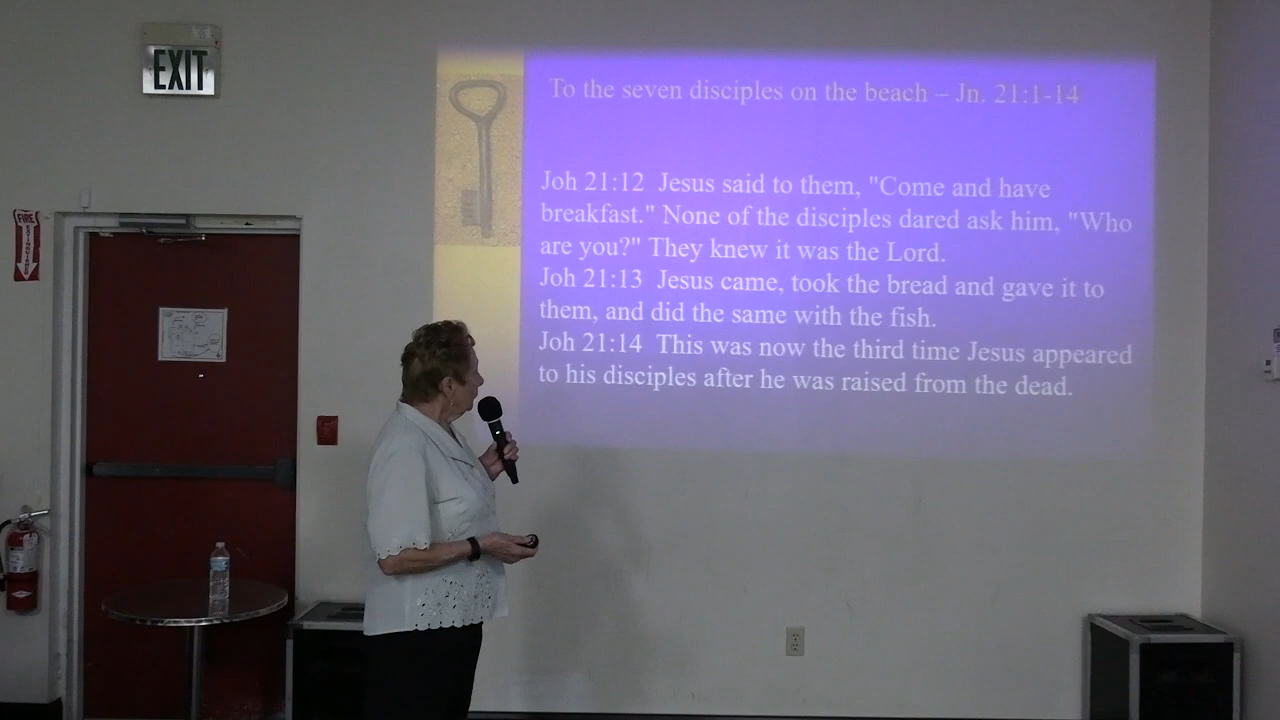 EXIT
FIRE
EXTINGUISHER
To the seven disciples on the beach – Jn. 21:1-14
Joh 21:12 Jesus said to them, "Come and have
breakfast." None of the disciples dared ask him, "Who
are you?" They knew it was the Lord.
Joh 21:13 Jesus came, took the bread and gave it to
them, and did the same with the fish.
Joh 21:14 This was now the third time Jesus appeared
to his disciples after he was raised from the dead.